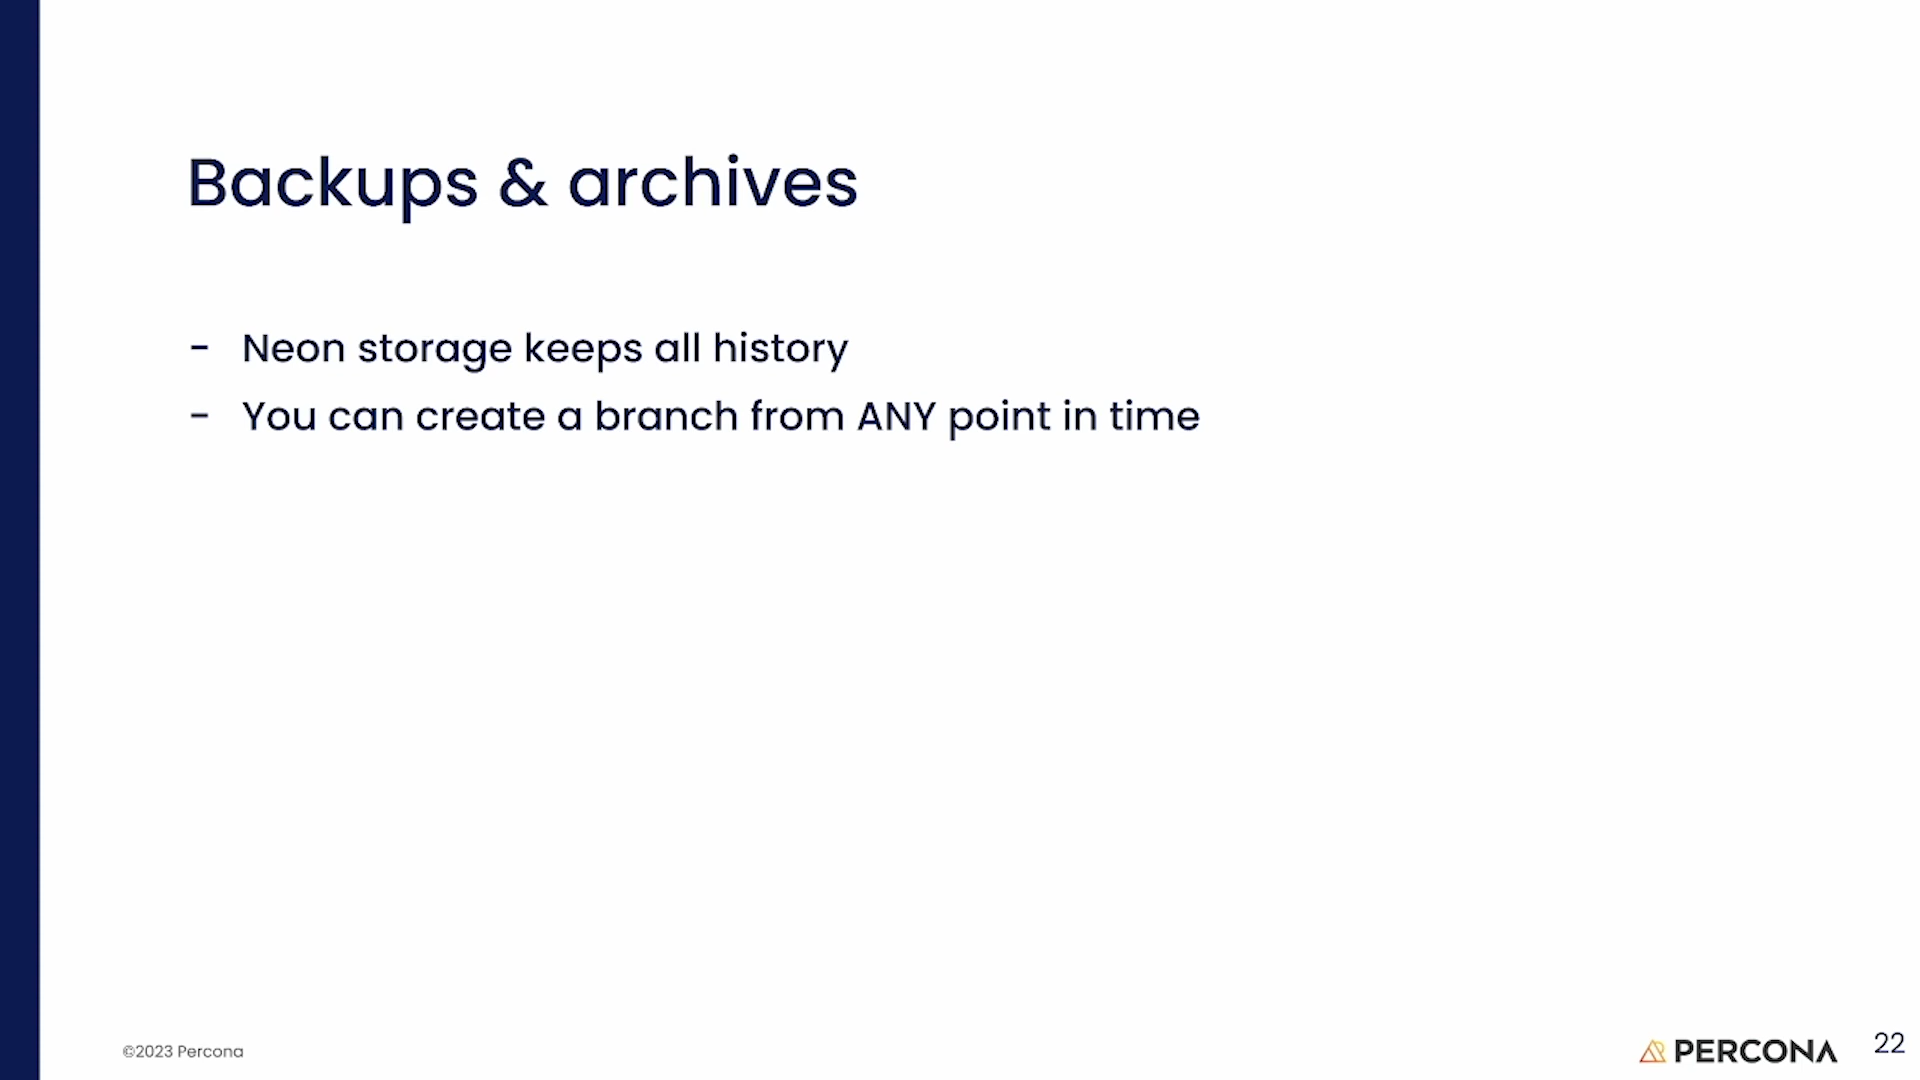 Backups & archives
- Neon storage keeps all history
- You can create a branch from ANY point in time
©2023 Percona
PERCONA
22